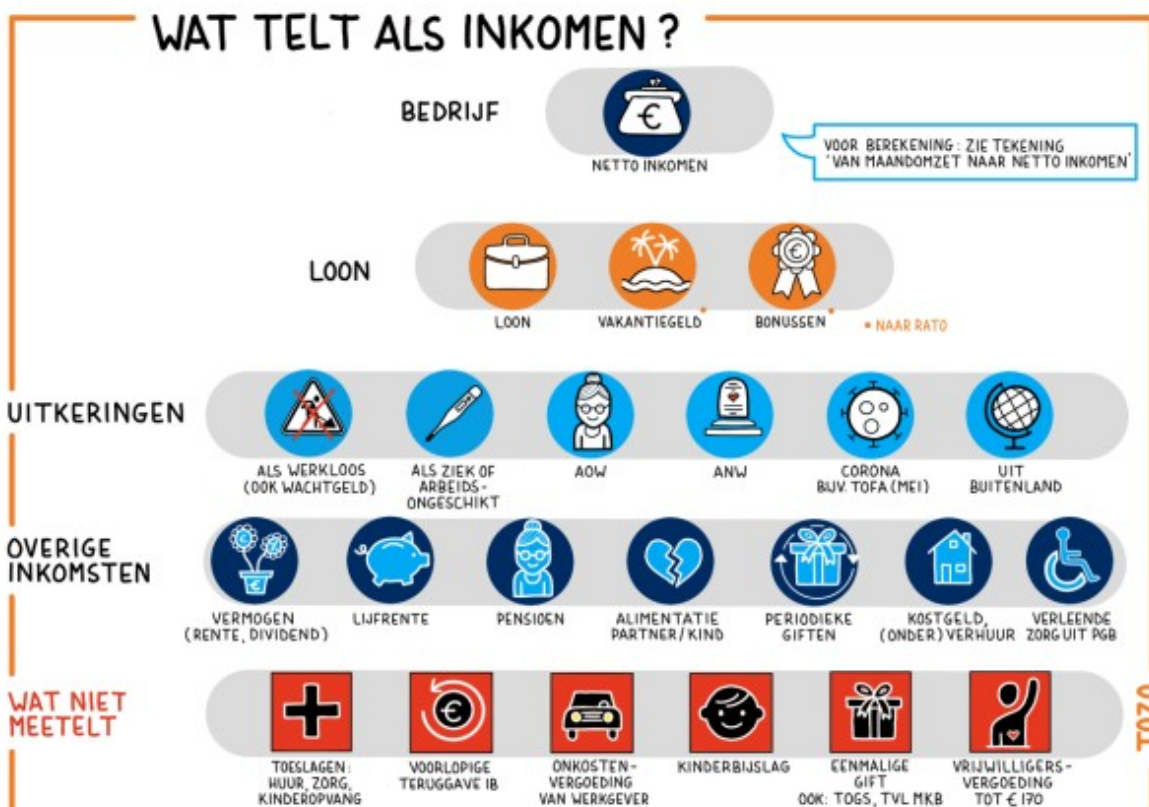 WAT TELT ALS INKOMEN?
BEDRIJF
€
NETTO INKOMEN
VOOR BEREKENING: ZIE TEKENING
'VAN MAANDOMZET NAAR NETTO INKOMEN'
LOON
€
LOON
VAKANTIEGELD
BONUSSEN
• NAAR RATO
UITKERINGEN
ALS WERKLOOS
(OOK WACHTGELD)
ALS ZIEK OF
ARBEIDS-
ONGESCHIKT
AOW
ANW
CORONA
BIJV. TOFA (MEI)
UIT
BUITENLAND
OVERIGE
INKOMSTEN
€
%
€
VERMOGEN
(RENTE, DIVIDEND)
LIJFRENTE
PENSIOEN
ALIMENTATIE
PARTNER/KIND
PERIODIEKE
GIFTEN
KOSTGELD,
(ONDER) VERHUUR
VERLEENDE
ZORG UIT PGB
WAT NIET
MEETELT
€
TOESLAGEN:
HUUR, ZORG,
KINDEROPVANG
VOORLOPIGE
TERUGGAVE IB
ONKOSTEN-
VERGOEDING
VAN WERKGEVER
KINDERBIJSLAG
EENMALIGE
GIFT
OOK: TOGS, TVL MKB
VRIJWILLIGERS-
VERGOEDING
TOT € 170
TOZO